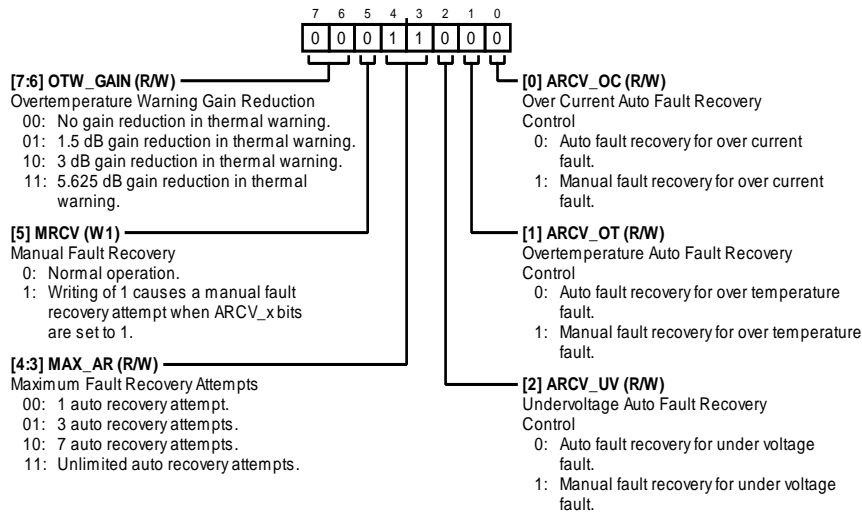 7 6 5 4 3 2 1 0
0 0 0 1 1 0 0 0
[7:6] OTW_GAIN (R/W)
Overtemperature Warning Gain Reduction
00: No gain reduction in thermal warning.
01: 1.5 dB gain reduction in thermal warning.
10: 3 dB gain reduction in thermal warning.
11: 5.625 dB gain reduction in thermal
warning.
[5] MRCV (W1)
Manual Fault Recovery
0: Normal operation.
1: Writing of 1 causes a manual fault
recovery attempt when ARCV_x bits
are set to 1.
[4:3] MAX_AR (R/W)
Maximum Fault Recovery Attempts
00: 1 auto recovery attempt.
01: 3 auto recovery attempts.
10: 7 auto recovery attempts.
11: Unlimited auto recovery attempts.
[0] ARCV_OC (R/W)
Over Current Auto Fault Recovery
Control
0: Auto fault recovery for over current
fault.
1: Manual fault recovery for over current
fault.
[1] ARCV_OT (R/W)
Overtemperature Auto Fault Recovery
Control
0: Auto fault recovery for over temperature
fault.
1: Manual fault recovery for over temperature
fault.
[2] ARCV_UV (R/W)
Undervoltage Auto Fault Recovery
Control
0: Auto fault recovery for under voltage
fault.
1: Manual fault recovery for under voltage
fault.